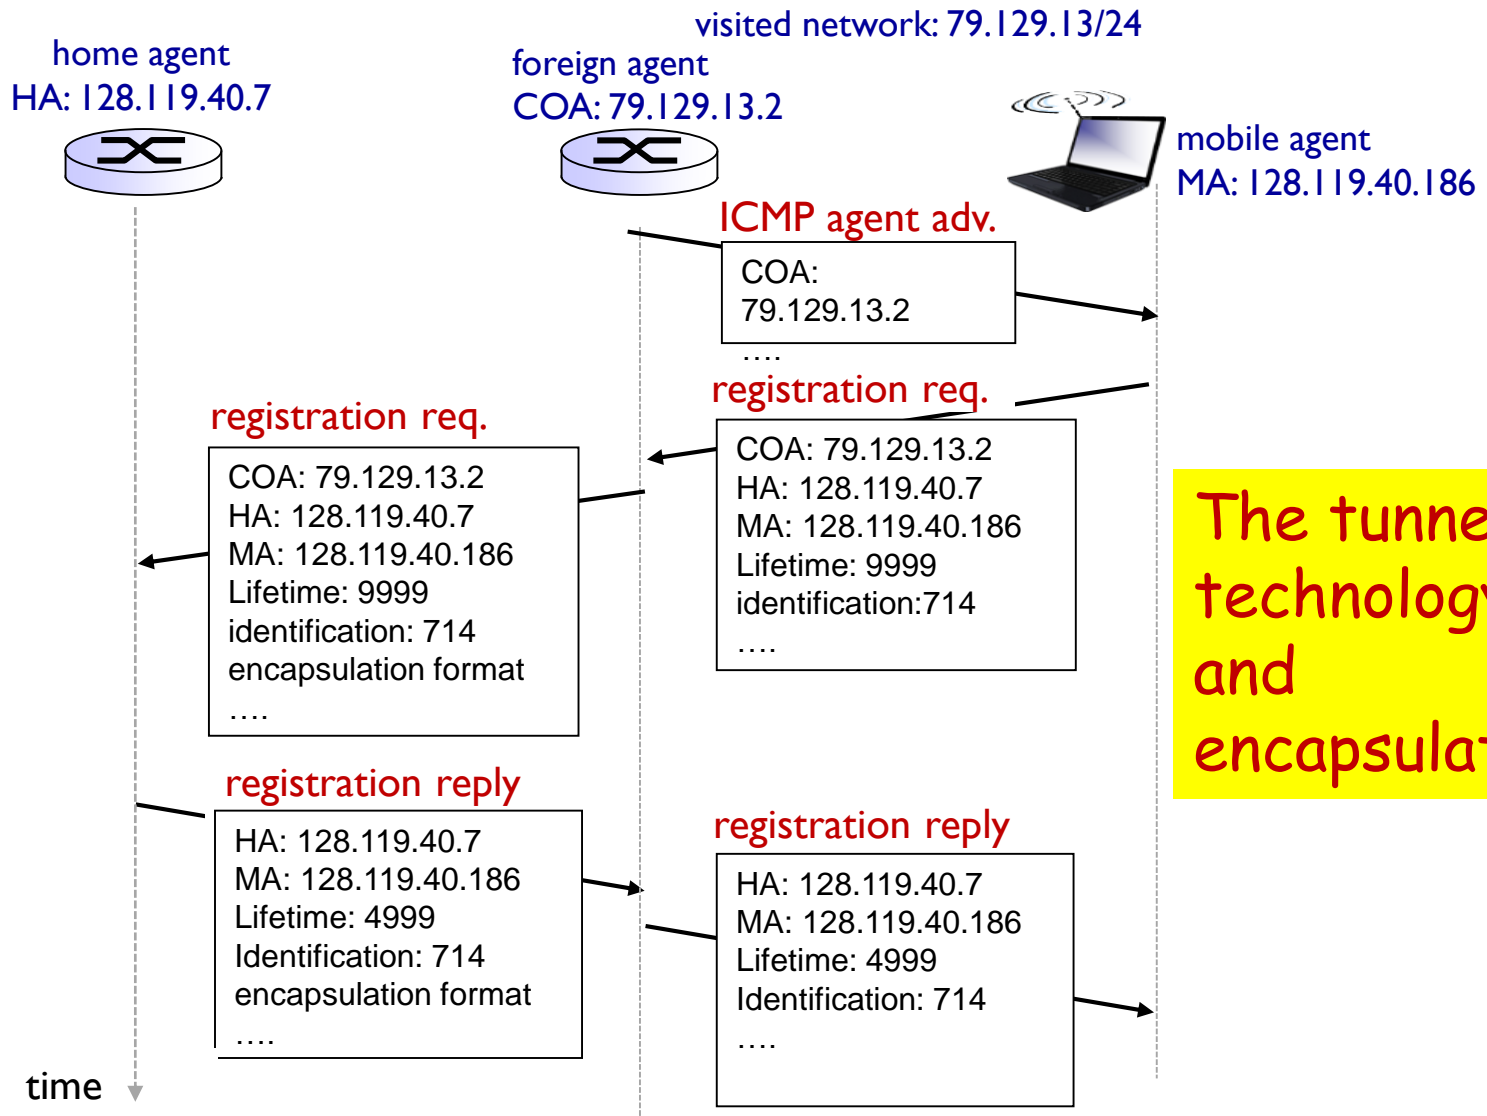 visited network: 79.129.13/24
home agent
HA: 128.119.40.7
foreign agent
COA: 79.129.13.2
mobile agent
MA: 128.119.40.186
ICMP agent adv.
COA:
79.129.13.2
….
registration req.
COA: 79.129.13.2
HA: 128.119.40.7
MA: 128.119.40.186
Lifetime: 9999
identification:714
….
registration req.
COA: 79.129.13.2
HA: 128.119.40.7
MA: 128.119.40.186
Lifetime: 9999
identification: 714
encapsulation format
….
The
and
registration reply
HA: 128.119.40.7
MA: 128.119.40.186
Lifetime: 4999
Identification: 714
encapsulation format
….
registration reply
HA: 128.119.40.7
MA: 128.119.40.186
Lifetime: 4999
Identification: 714
….
time